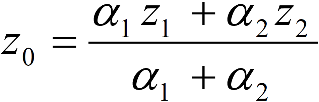 z₀ = (α₁ z₁ + α₂ z₂) / (α₁ + α₂)